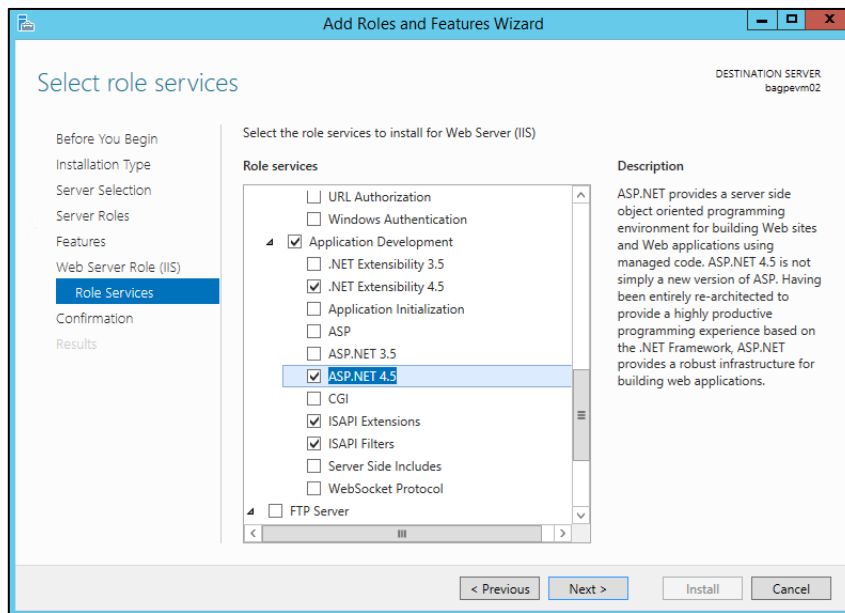 Add Roles and Features Wizard
Select role services
DESTINATION SERVER
bagpevm02
Before You Begin
Installation Type
Server Selection
Server Roles
Features
Web Server Role (IIS)
Role Services
Confirmation
Results
Select the role services to install for Web Server (IIS)
Role services
URL Authorization
Windows Authentication
Application Development
.NET Extensibility 3.5
.NET Extensibility 4.5
Application Initialization
ASP
ASP.NET 3.5
ASP.NET 4.5
CGI
ISAPI Extensions
ISAPI Filters
Server Side Includes
WebSocket Protocol
FTP Server
Description
ASP.NET provides a server side
object oriented programming
environment for building Web sites
and Web applications using
managed code. ASP.NET 4.5 is not
simply a new version of ASP. Having
been entirely re-architected to
provide a highly productive
programming experience based on
the .NET Framework, ASP.NET
provides a robust infrastructure for
building web applications.
< Previous
Next >
Install
Cancel